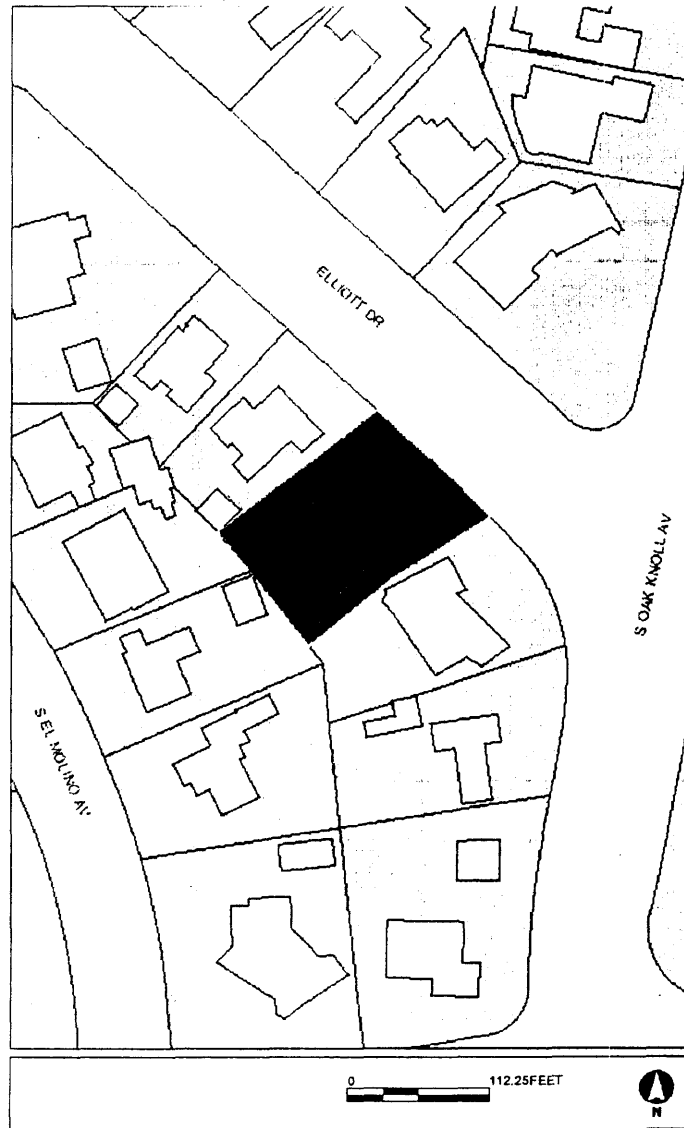 ELLIOTT DR
S OAK KNOLL AV
S EL MOLINO AV
0 112.25FEET
N